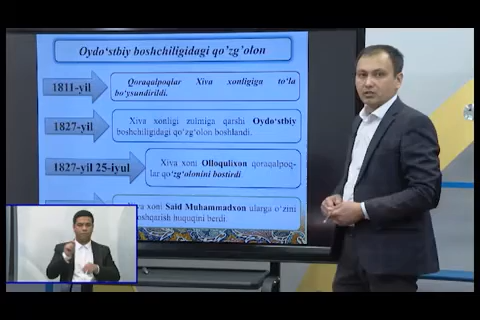 Oydo‘stbiy boshchiligidagi qo‘zg‘olon
1811-yil
Qoraqalpoqlar Xiva xonligiga to‘la
bo‘ysundirildi.
1827-yil
Xiva xonligi zulmiga qarshi Oydo‘stbiy
boshchiligidagi qo‘zg‘olon boshlandi.
1827-yil 25-iyul
Xiva xoni Olloqulixon qoraqalpoq-
lar qo‘zg‘olonini bostirdi
xoni Said Muhammadxon ularga o‘zini
boshqarish huquqini berdi.